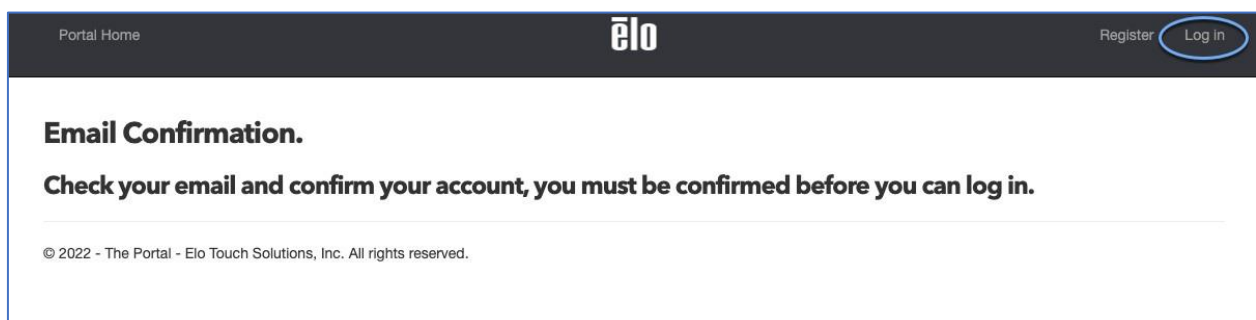 Portal Home
ēlo
Register
Log in
Email Confirmation.
Check your email and confirm your account, you must be confirmed before you can log in.
© 2022 - The Portal - Elo Touch Solutions, Inc. All rights reserved.